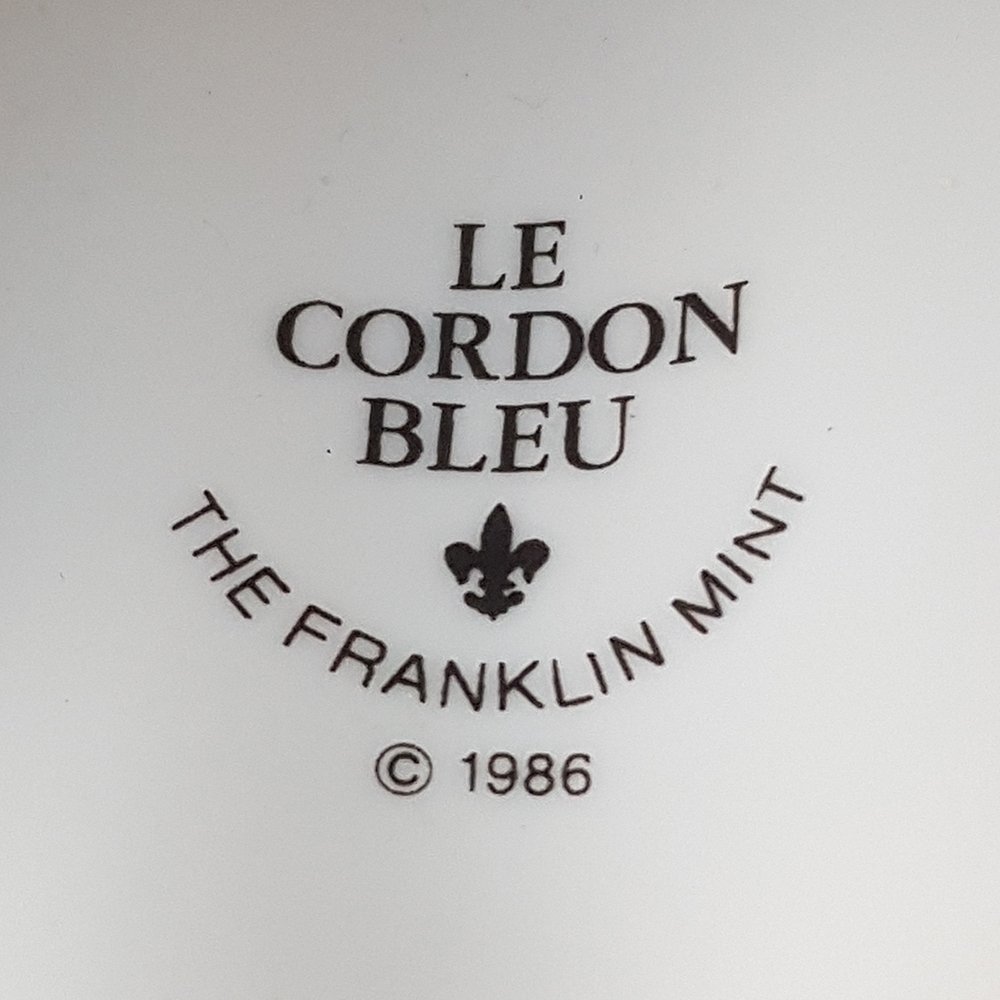 LE
CORDON
BLEU
THE FRANKLIN MINT
© 1986